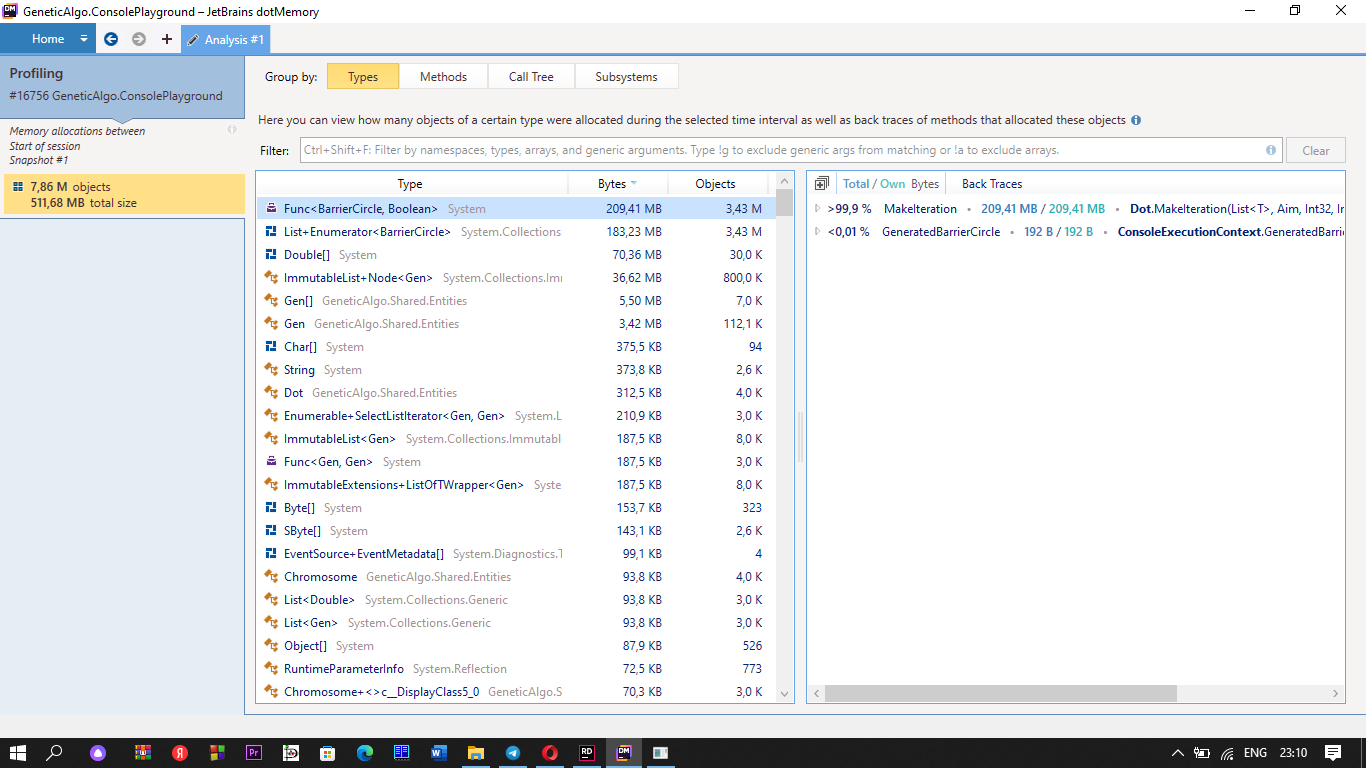 GeneticAlgo.ConsolePlayground – JetBrains dotMemory
Home
Analysis #1
Profiling
#16756 GeneticAlgo.ConsolePlayground
Memory allocations between
Start of session
Snapshot #1
7,86 M objects
511,68 MB total size
Group by: Types Methods Call Tree Subsystems
Here you can view how many objects of a certain type were allocated during the selected time interval as well as back traces of methods that allocated these objects
Filter: Ctrl+Shift+F: Filter by namespaces, types, arrays, and generic arguments. Type !g to exclude generic args from matching or !a to exclude arrays. Clear
Type Bytes Objects
Func<BarrierCircle, Boolean> System 209,41 MB 3,43 M
List+Enumerator<BarrierCircle> System.Collections 183,23 MB 3,43 M
Double[] System 70,36 MB 30,0 K
ImmutableList+Node<Gen> System.Collections.Imm 36,62 MB 800,0 K
Gen[] GeneticAlgo.Shared.Entities 5,50 MB 7,0 K
Gen GeneticAlgo.Shared.Entities 3,42 MB 112,1 K
Char[] System 375,5 KB 94
String System 373,8 KB 2,6 K
Dot GeneticAlgo.Shared.Entities 312,5 KB 4,0 K
Enumerable+SelectListIterator<Gen, Gen> System.L 210,9 KB 3,0 K
ImmutableList<Gen> System.Collections.Immutabl 187,5 KB 8,0 K
Func<Gen, Gen> System 187,5 KB 3,0 K
ImmutableExtensions+ListOfTWrapper<Gen> Syste 187,5 KB 8,0 K
Byte[] System 153,7 KB 323
SByte[] System 143,1 KB 2,6 K
EventSource+EventMetadata[] System.Diagnostics.T 99,1 KB 4
Chromosome GeneticAlgo.Shared.Entities 93,8 KB 4,0 K
List<Double> System.Collections.Generic 93,8 KB 3,0 K
List<Gen> System.Collections.Generic 93,8 KB 3,0 K
Object[] System 87,9 KB 526
RuntimeParameterInfo System.Reflection 72,5 KB 773
Chromosome+<>c__DisplayClass5_0 GeneticAlgo.S 70,3 KB 3,0 K
Total / Own Bytes Back Traces
>99,9 % MakeIteration • 209,41 MB / 209,41 MB • Dot.MakeIteration(List<T>, Aim, Int32, In
<0,01 % GeneratedBarrierCircle • 192 B / 192 B • ConsoleExecutionContext.GeneratedBarrie
ENG 23:10